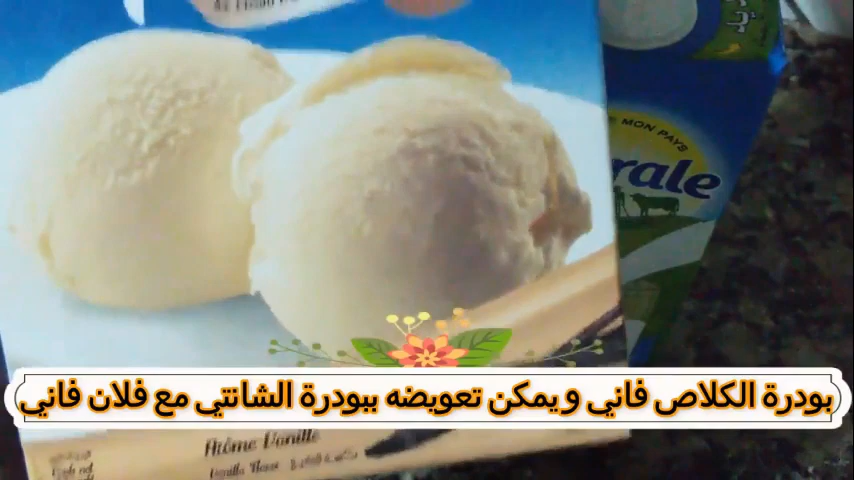 MON PAYS
rale
بودرة الكلاص فاني ويمكن تعويضه ببودرة الشانتي مع فلان فاني
Arôme Vanille